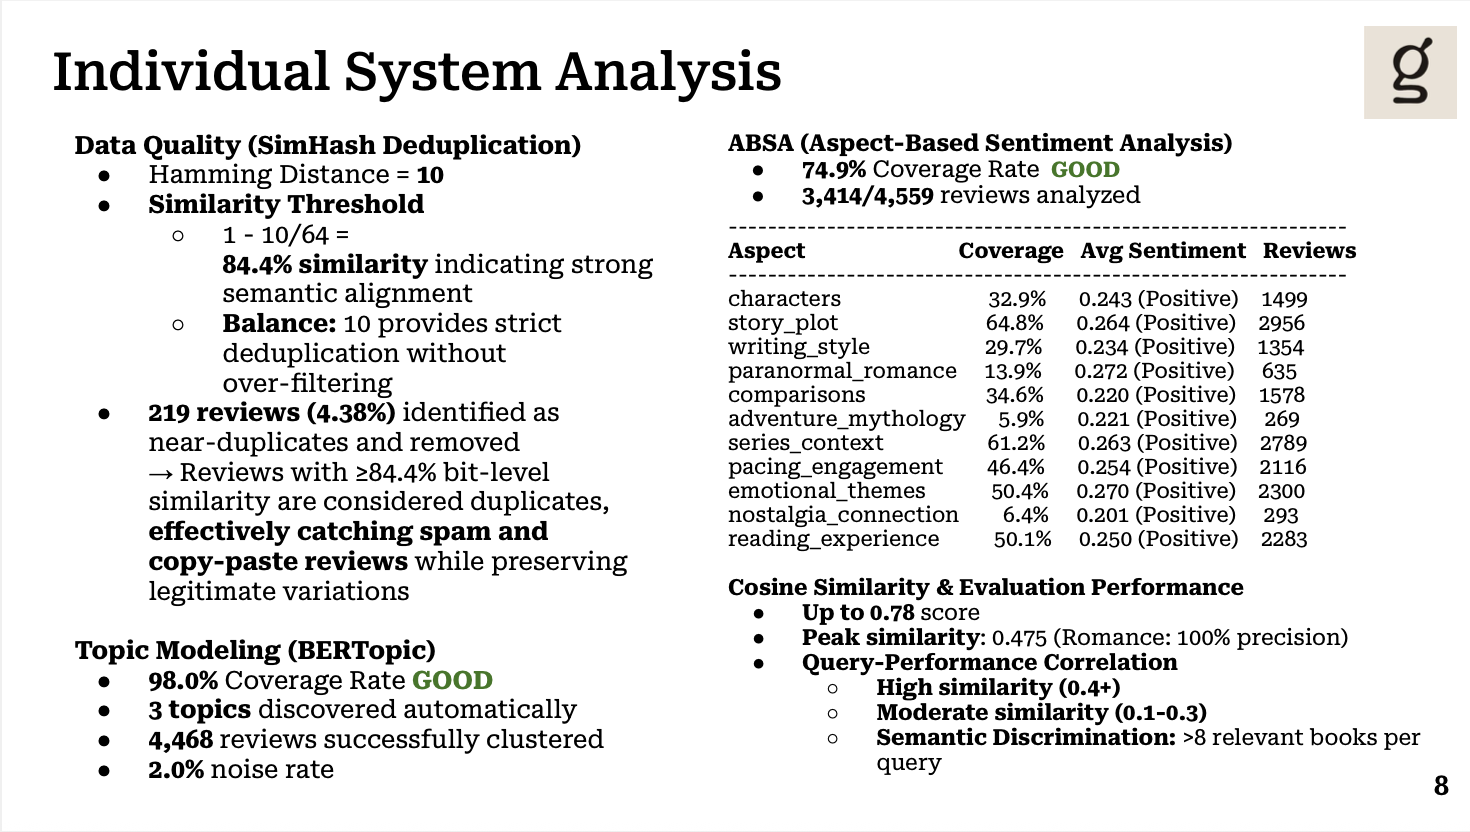 Individual System Analysis
g
Data Quality (SimHash Deduplication)
● Hamming Distance = 10
● Similarity Threshold
○ 1 - 10/64 =
84.4% similarity indicating strong
semantic alignment
○ Balance: 10 provides strict
deduplication without
over-filtering
● 219 reviews (4.38%) identified as
near-duplicates and removed
→ Reviews with ≥84.4% bit-level
similarity are considered duplicates,
effectively catching spam and
copy-paste reviews while preserving
legitimate variations
Topic Modeling (BERTopic)
● 98.0% Coverage Rate GOOD
● 3 topics discovered automatically
● 4,468 reviews successfully clustered
● 2.0% noise rate
ABSA (Aspect-Based Sentiment Analysis)
● 74.9% Coverage Rate GOOD
● 3,414/4,559 reviews analyzed
--------------------------------------------------------------
Aspect Coverage Avg Sentiment Reviews
--------------------------------------------------------------
characters 32.9% 0.243 (Positive) 1499
story_plot 64.8% 0.264 (Positive) 2956
writing_style 29.7% 0.234 (Positive) 1354
paranormal_romance 13.9% 0.272 (Positive) 635
comparisons 34.6% 0.220 (Positive) 1578
adventure_mythology 5.9% 0.221 (Positive) 269
series_context 61.2% 0.263 (Positive) 2789
pacing_engagement 46.4% 0.254 (Positive) 2116
emotional_themes 50.4% 0.270 (Positive) 2300
nostalgia_connection 6.4% 0.201 (Positive) 293
reading_experience 50.1% 0.250 (Positive) 2283
Cosine Similarity & Evaluation Performance
● Up to 0.78 score
● Peak similarity: 0.475 (Romance: 100% precision)
● Query-Performance Correlation
○ High similarity (0.4+)
○ Moderate similarity (0.1-0.3)
○ Semantic Discrimination: >8 relevant books per
query
8